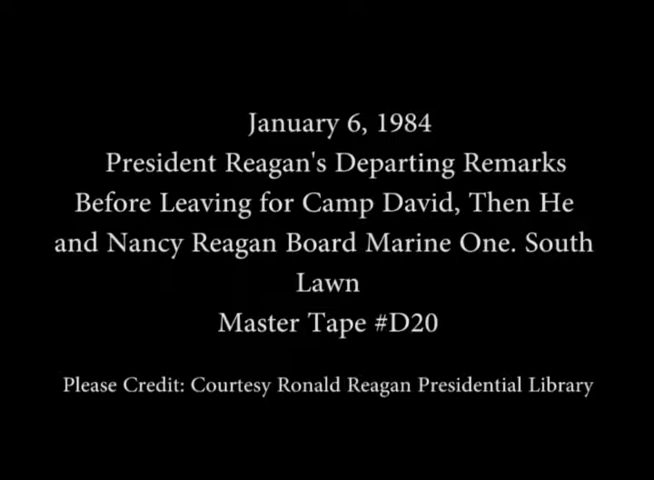 January 6, 1984
President Reagan's Departing Remarks
Before Leaving for Camp David, Then He
and Nancy Reagan Board Marine One. South
Lawn
Master Tape #D20
Please Credit: Courtesy Ronald Reagan Presidential Library